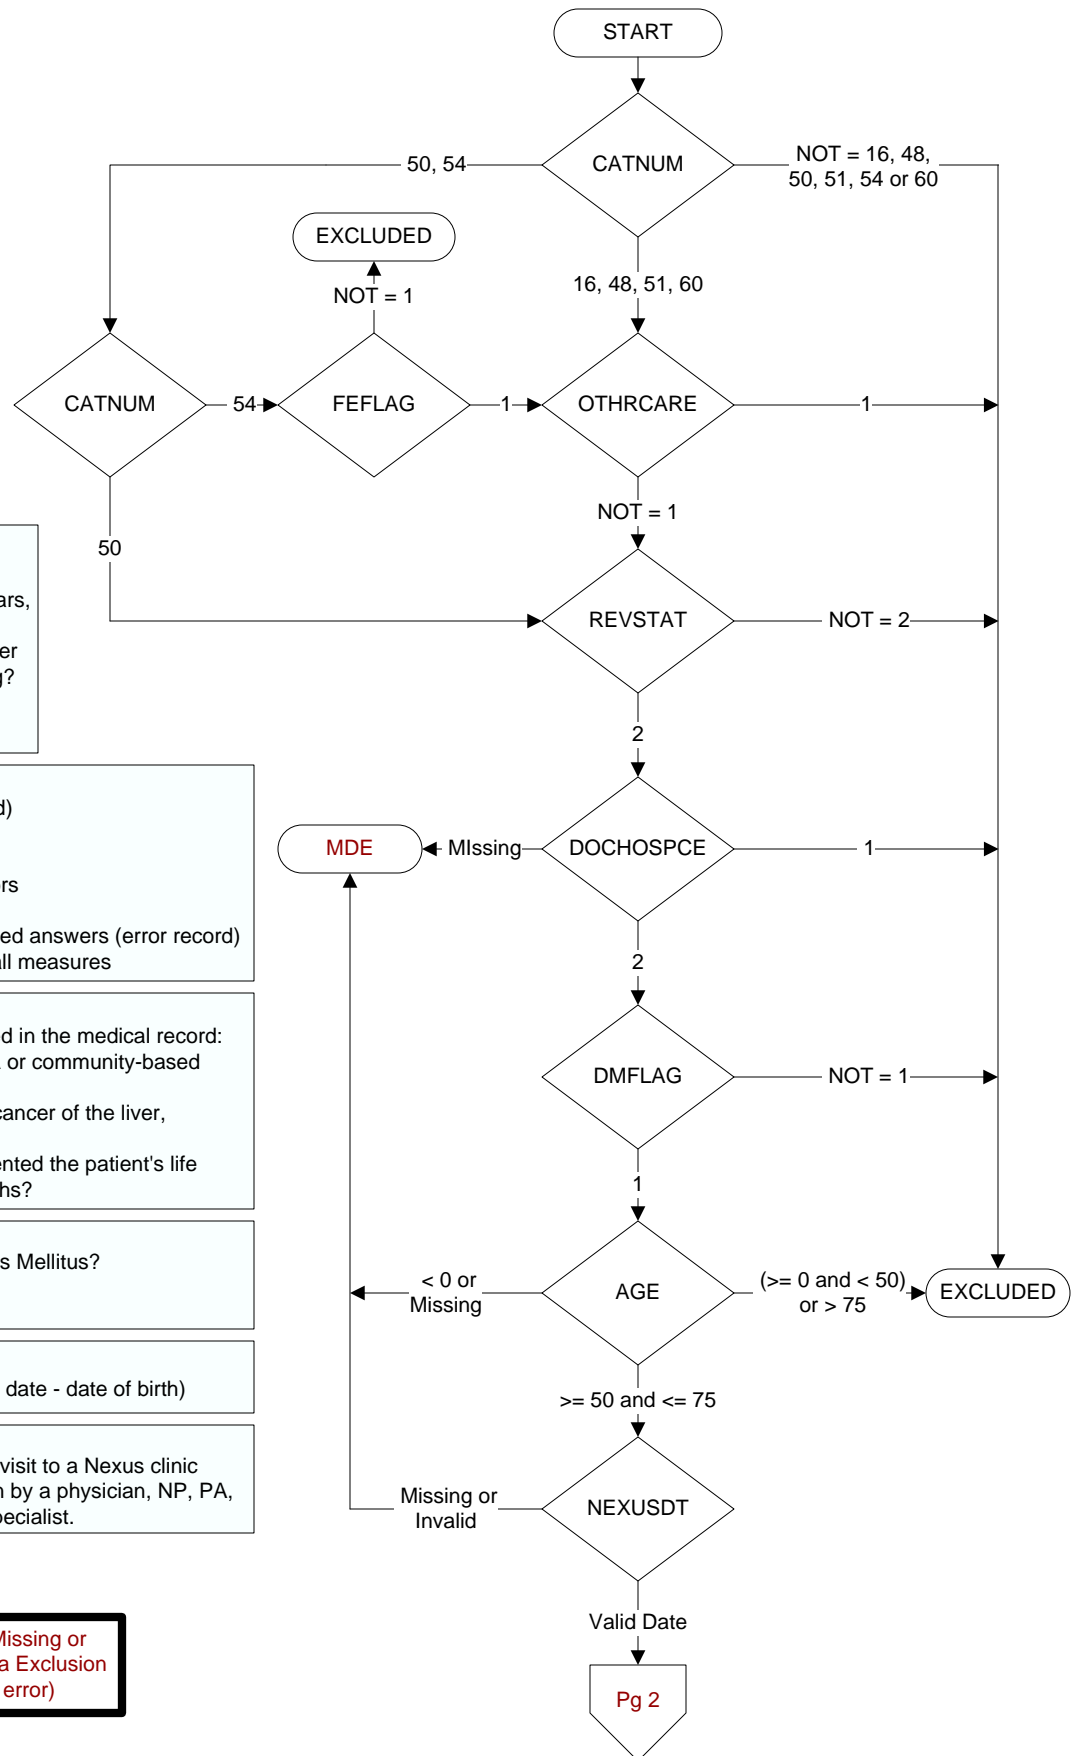 START
CATNUM
50, 54
NOT = 16, 48,
50, 51, 54 or 60
EXCLUDED
NOT = 1
16, 48, 51, 60
CATNUM
54
FEFLAG
1
OTHRCARE
1
NOT = 1
50
REVSTAT
NOT = 2
2
MDE
MIssing
DOCHOSPCE
1
2
DMFLAG
NOT = 1
1
< 0 or
Missing
AGE
(>= 0 and < 50)
or > 75
EXCLUDED
>= 50 and <= 75
Missing or
Invalid
NEXUSDT
Valid Date
Pg 2
ars,
er
g?
d)
ors
ed answers (error record)
all measures
ed in the medical record:
or community-based
cancer of the liver,
ented the patient's life
hs?
s Mellitus?
date - date of birth)
visit to a Nexus clinic
n by a physician, NP, PA,
pecialist.
Missing or
a Exclusion
error)